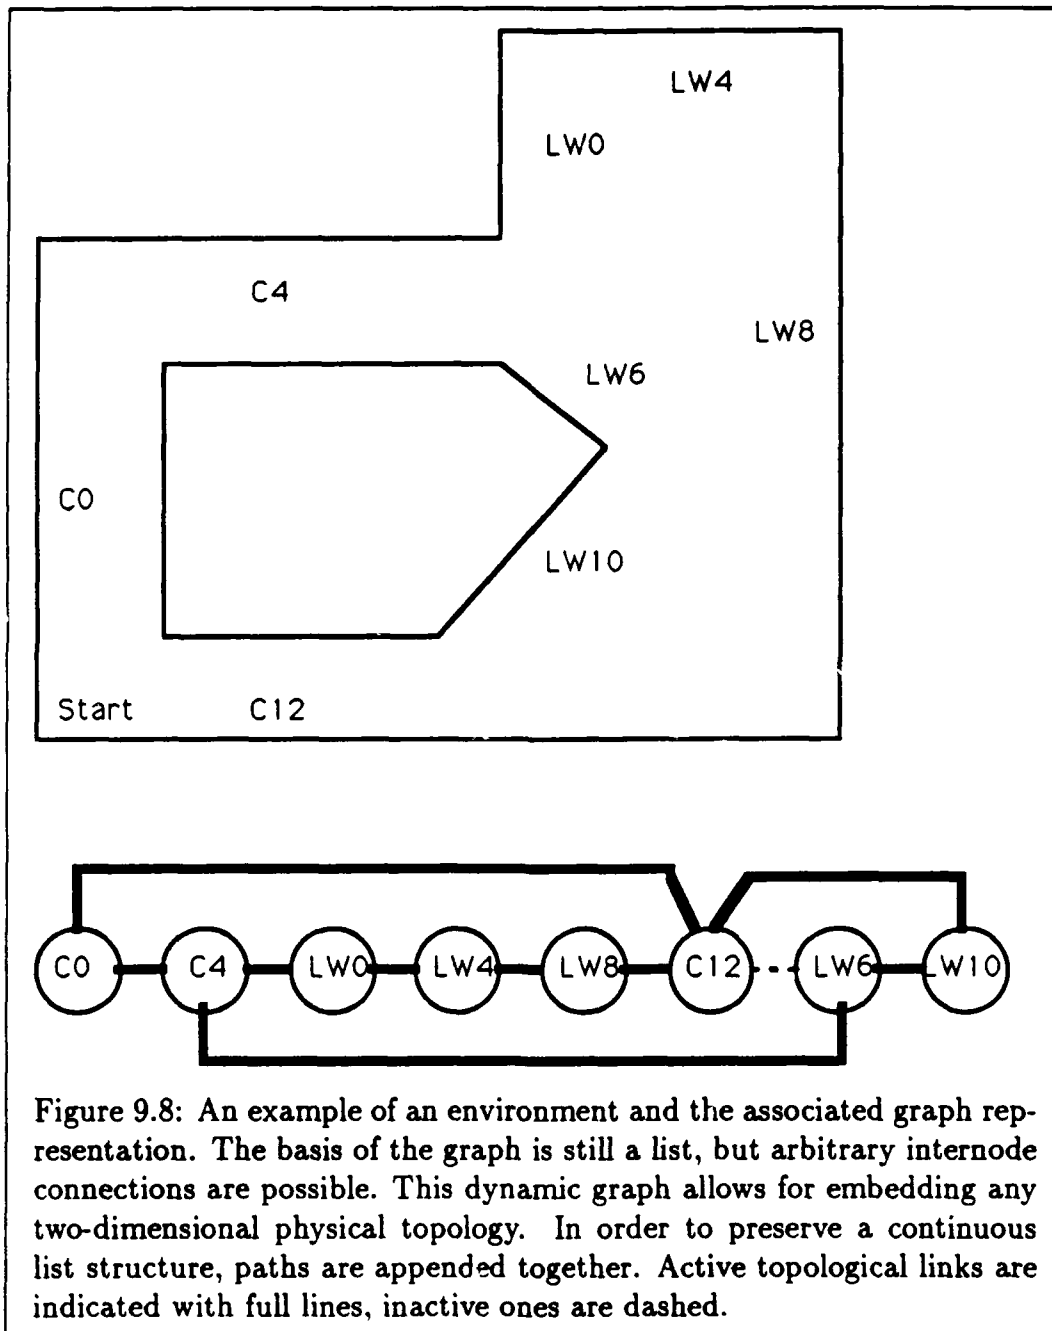 LW4
LW0
C4
LW8
LW6
C0
LW10
Start C12
C0 C4 LW0 LW4 LW8 C12 LW6 LW10
Figure 9.8: An example of an environment and the associated graph rep-
resentation. The basis of the graph is still a list, but arbitrary internode
connections are possible. This dynamic graph allows for embedding any
two-dimensional physical topology. In order to preserve a continuous
list structure, paths are appended together. Active topological links are
indicated with full lines, inactive ones are dashed.